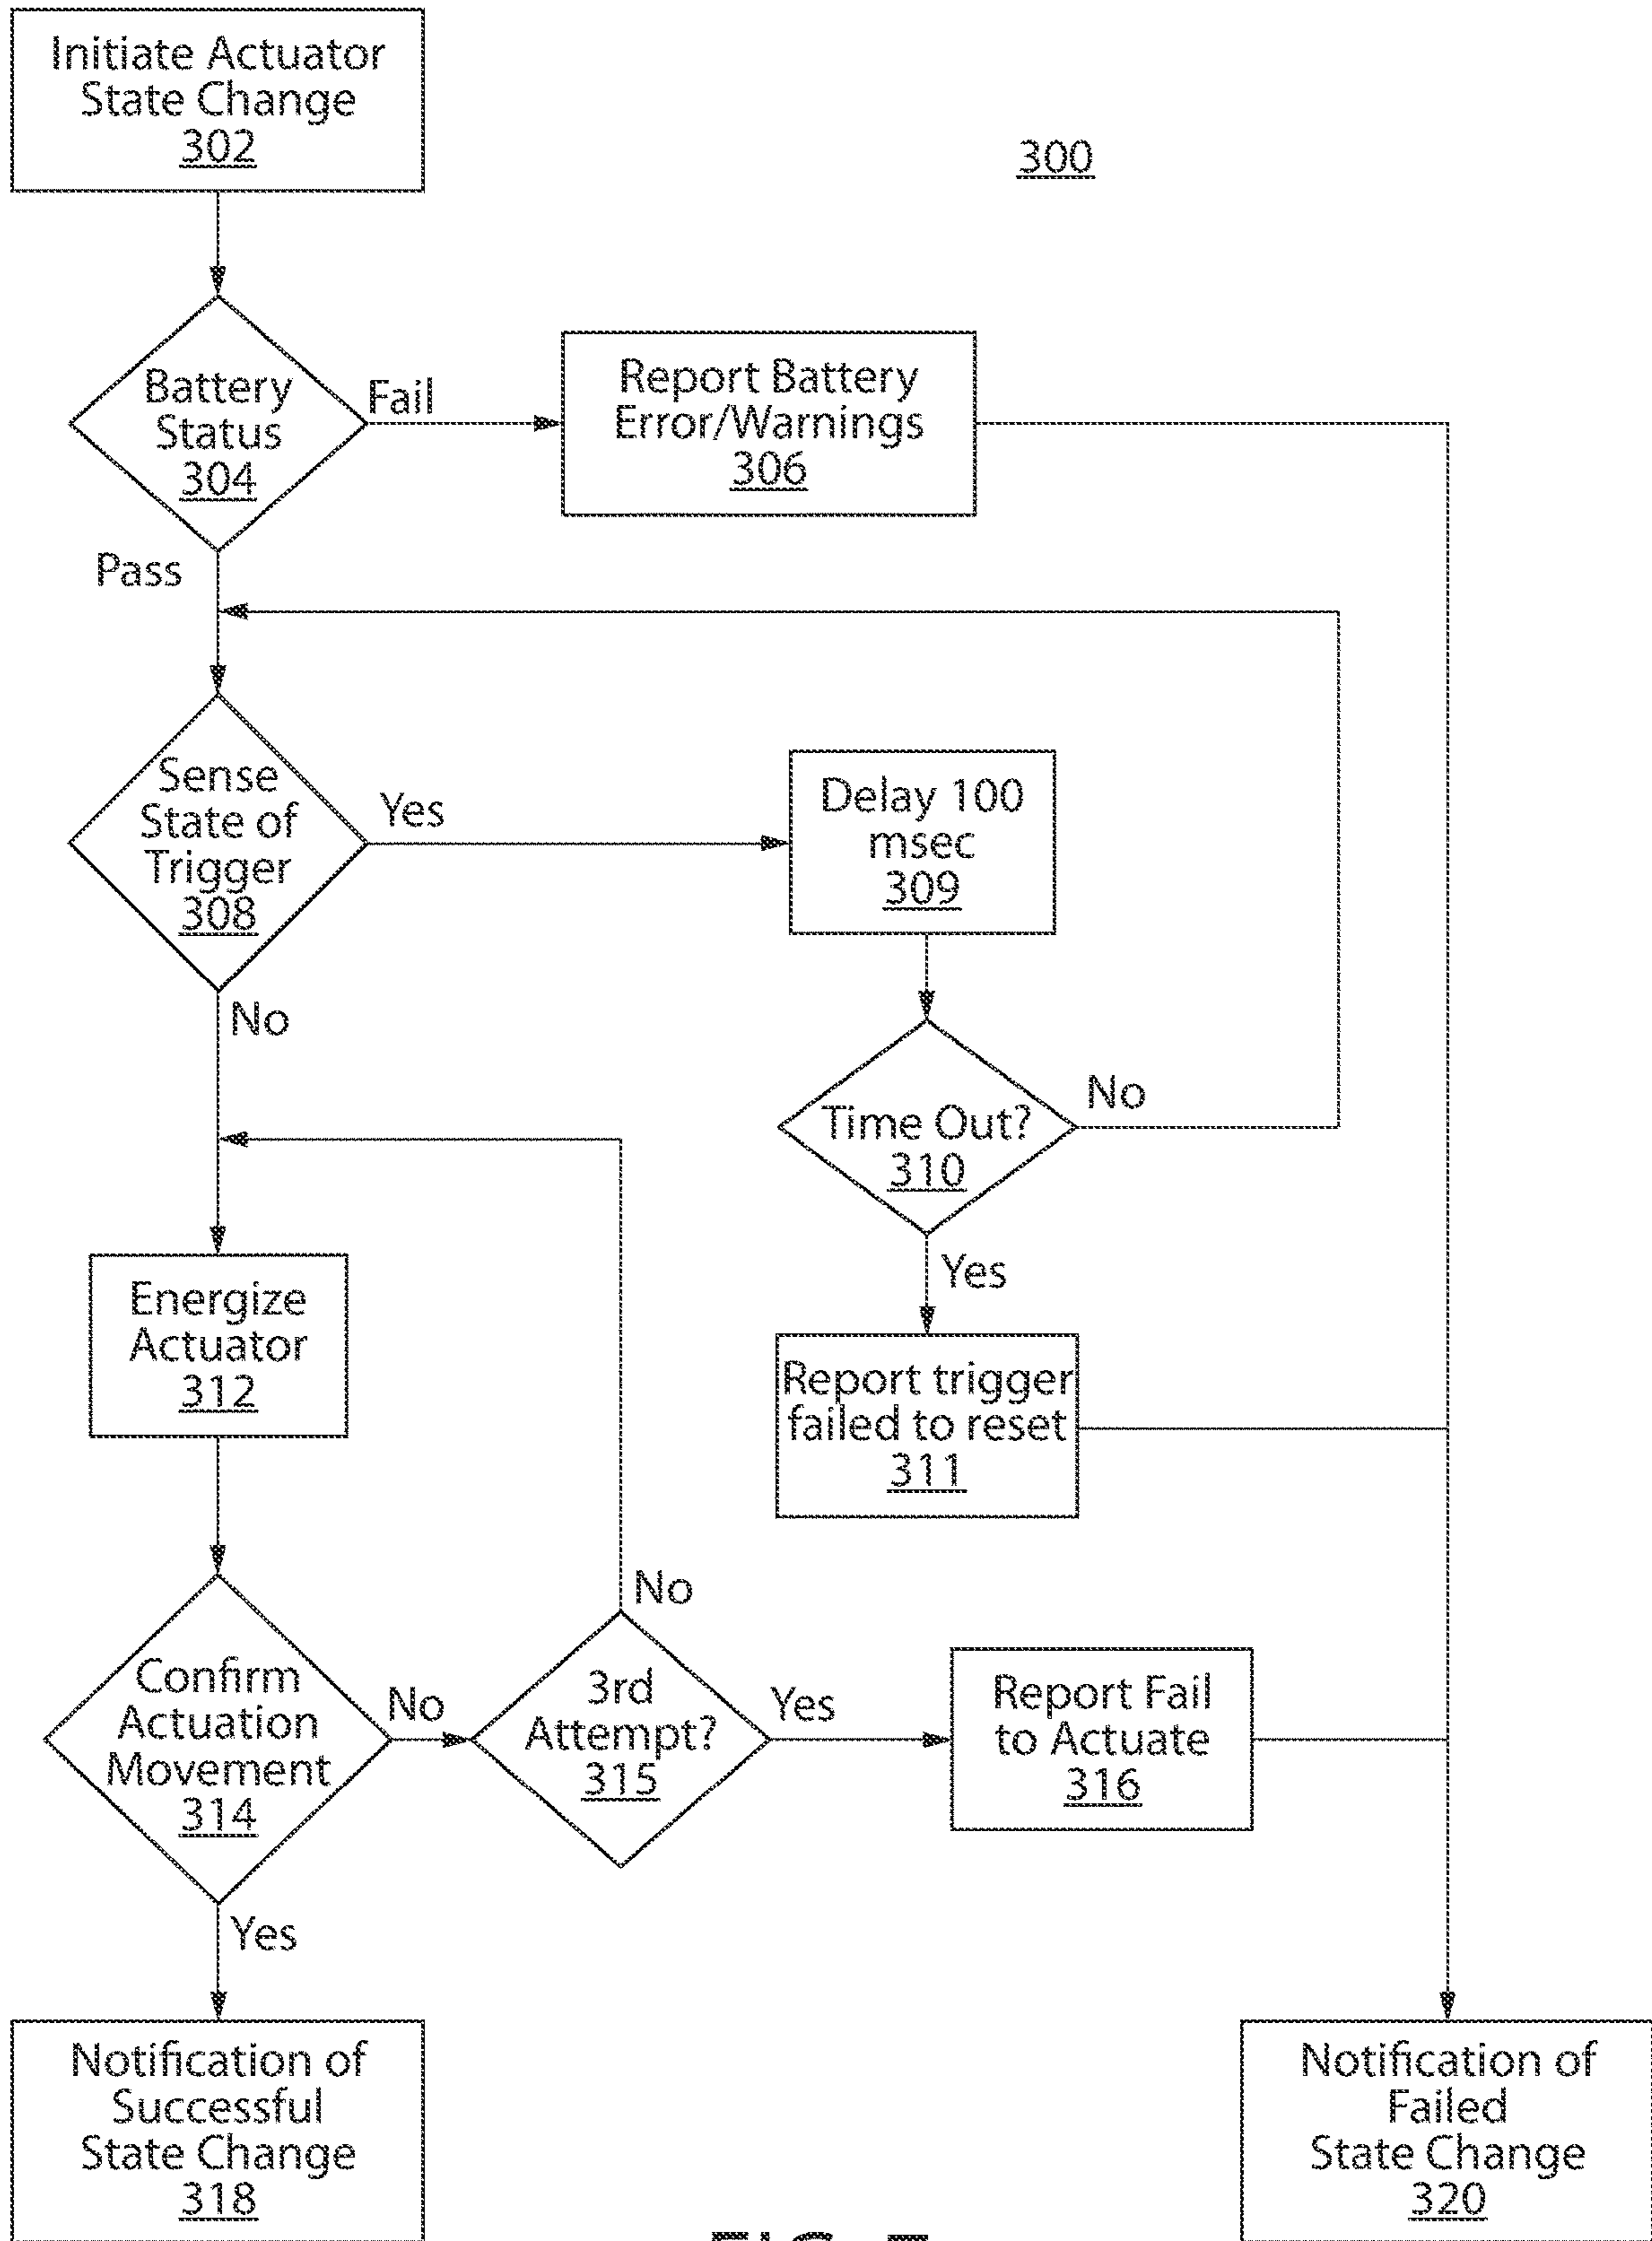 Initiate Actuator
State Change
302
300
Battery
Status
304
Fail
Report Battery
Error/Warnings
306
Pass
Sense
State of
Trigger
308
Yes
Delay 100
msec
309
No
Time Out?
310
No
Yes
Energize
Actuator
312
Report trigger
failed to reset
311
No
Confirm
Actuation
Movement
314
No
3rd
Attempt?
315
Yes
Report Fail
to Actuate
316
Yes
Notification of
Successful
State Change
318
Notification of
Failed
State Change
320